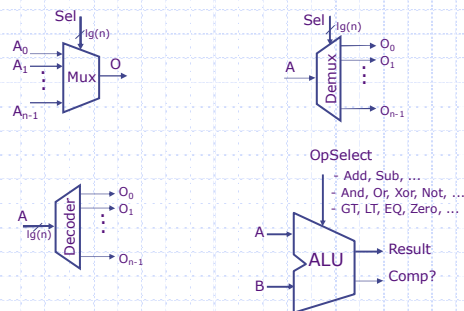 Sel
lg(n)
A0
A1
An-1
Mux
O
Sel
lg(n)
A
Demux
O0
O1
On-1
A
lg(n)
Decoder
O0
O1
On-1
OpSelect
- Add, Sub, ...
- And, Or, Xor, Not, ...
- GT, LT, EQ, Zero, ...
A
B
ALU
Result
Comp?